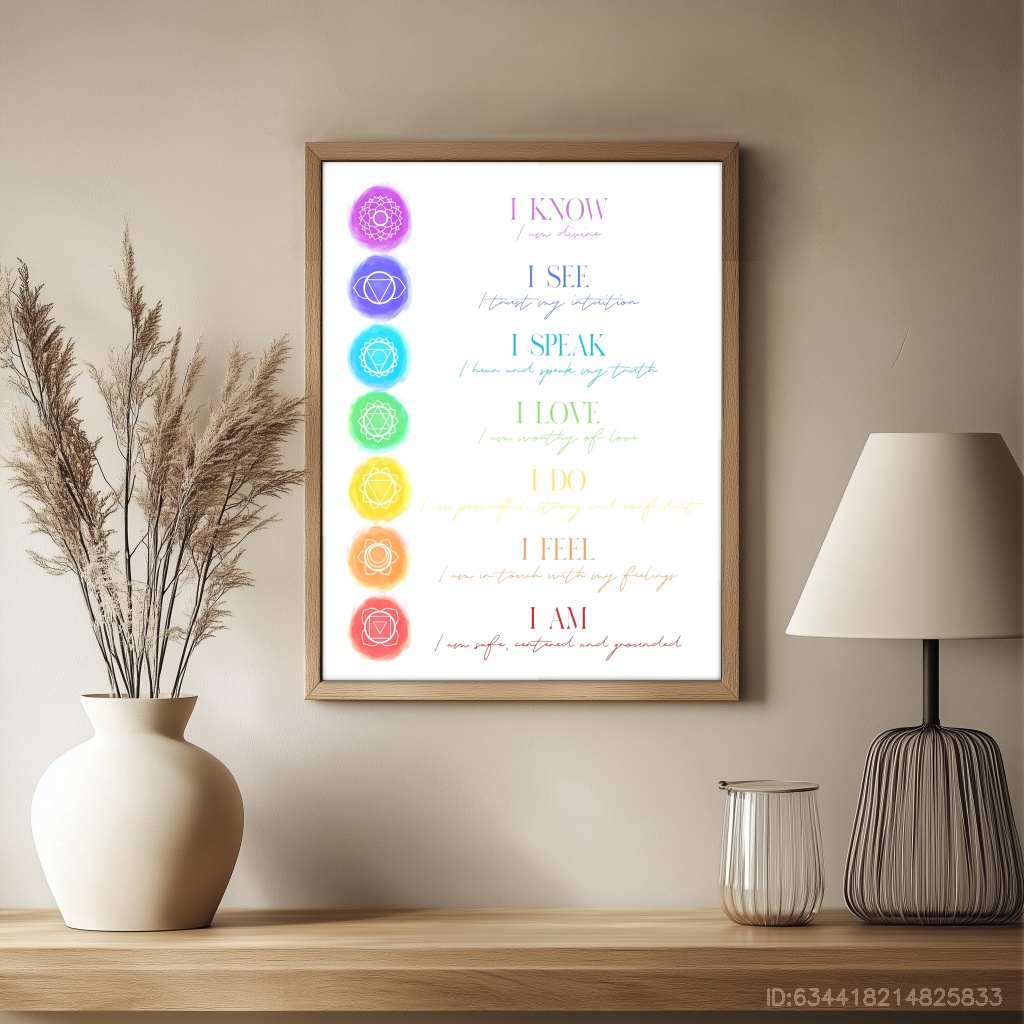 I KNOW
I am divine
I SEE
I trust my intuition
I SPEAK
I hear and speak my truth
I LOVE
I am worthy of love
I DO
I am powerful, strong and confident
I FEEL
I am in touch with my feelings
I AM
I am safe, centered and grounded
ID:634418214825833